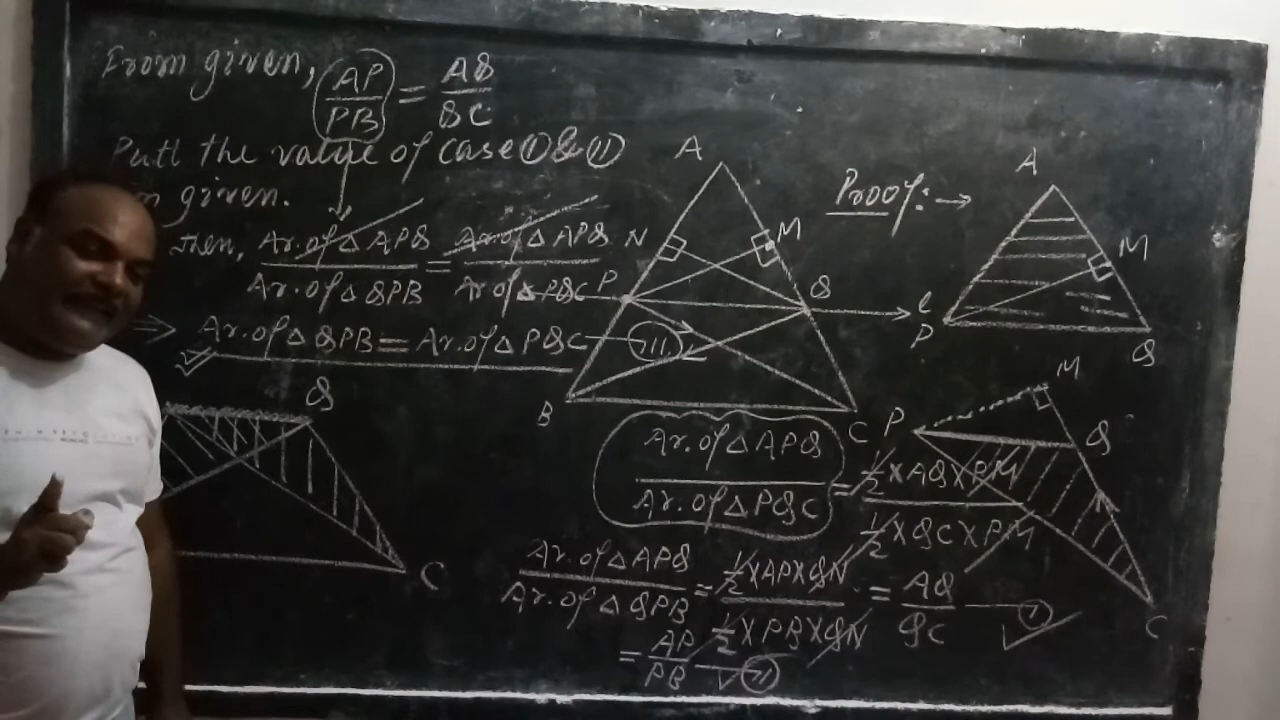 From given, AP/PB = AQ/QC
Putt the value of case (I) & (II)
in given.
then, Ar. of △ APQ / Ar. of △ QPB = Ar. of △ APQ / Ar of △ PQC
⇒ Ar. of △ QPB = Ar. of △ PQC (III)
Q
C
A
N
M
P
Q
l
B
C
Proof: →
A
M
P
Q
M
P
Q
C
Ar. of △ APQ / Ar. of △ PQC = 1/2 × AQ × PM / 1/2 × QC × PM
= AQ/QC (I)
Ar. of △ APQ / Ar. of △ QPB = 1/2 × AP × QN / 1/2 × PB × QN
= AP/PB (II)